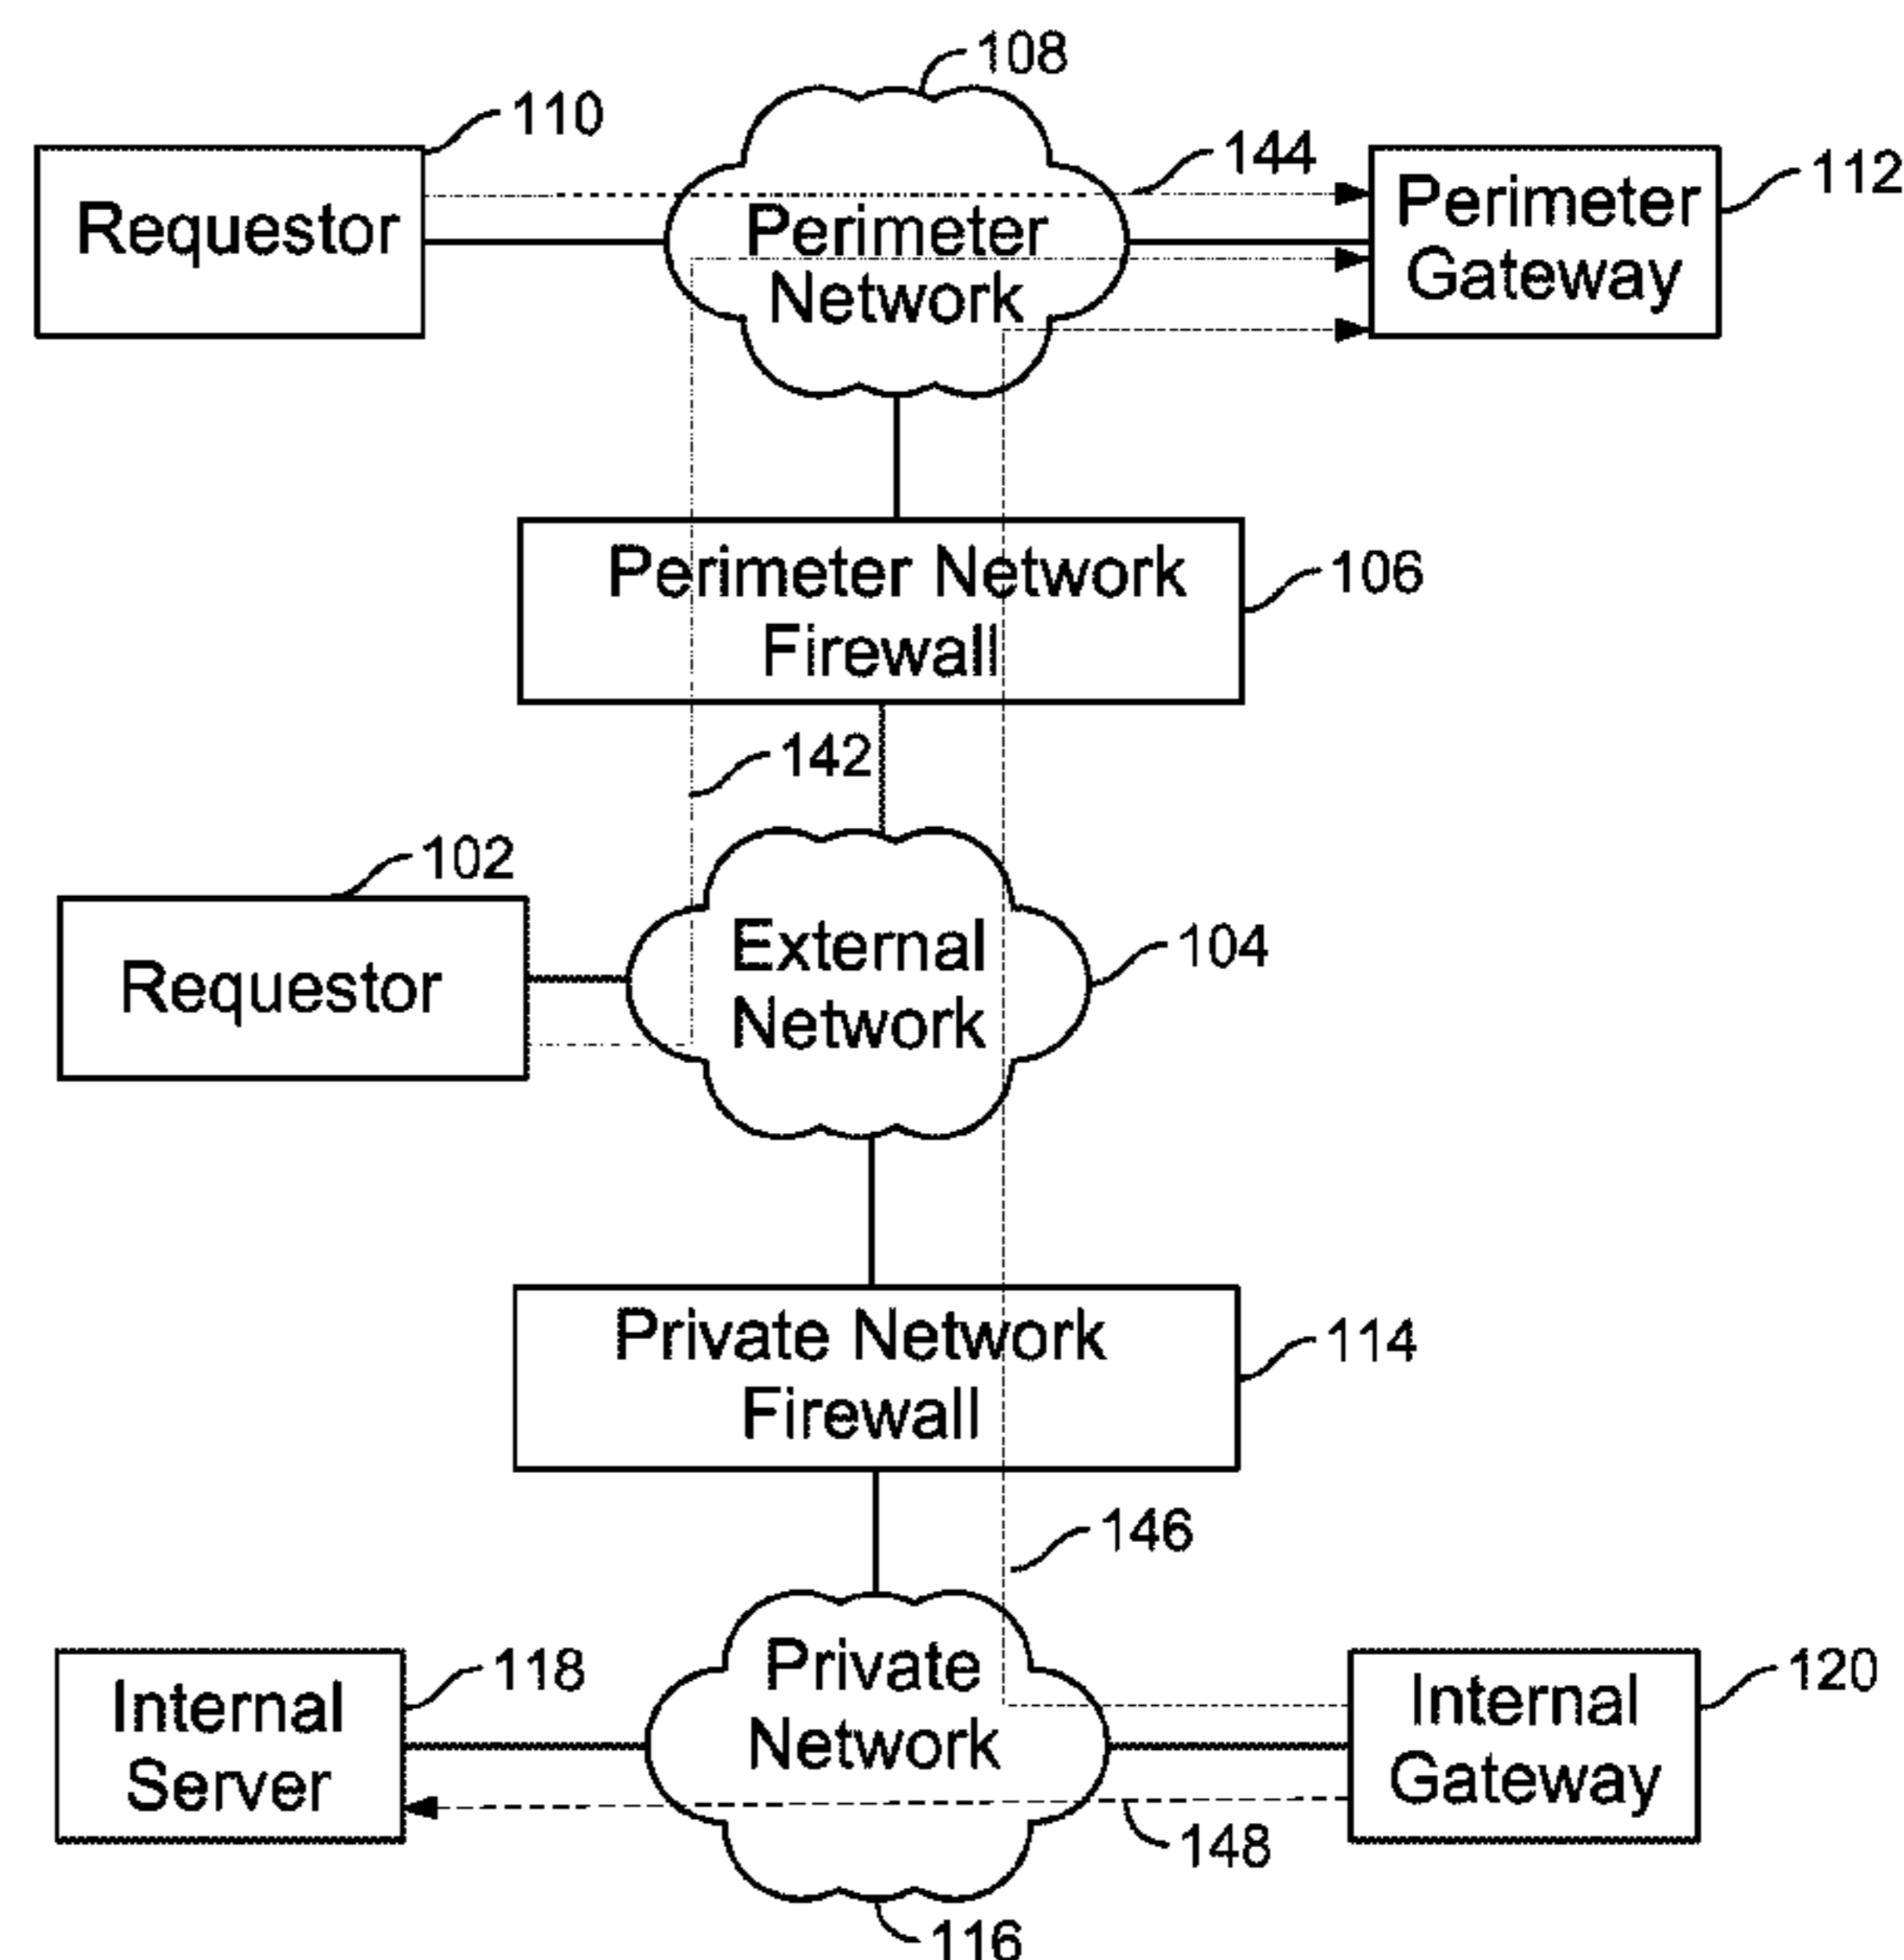 108
110
144
112
Requestor
Perimeter
Network
Perimeter
Gateway
Perimeter Network
Firewall
106
142
102
Requestor
External
Network
104
Private Network
Firewall
114
146
Internal
Server
118
Private
Network
Internal
Gateway
120
148
116